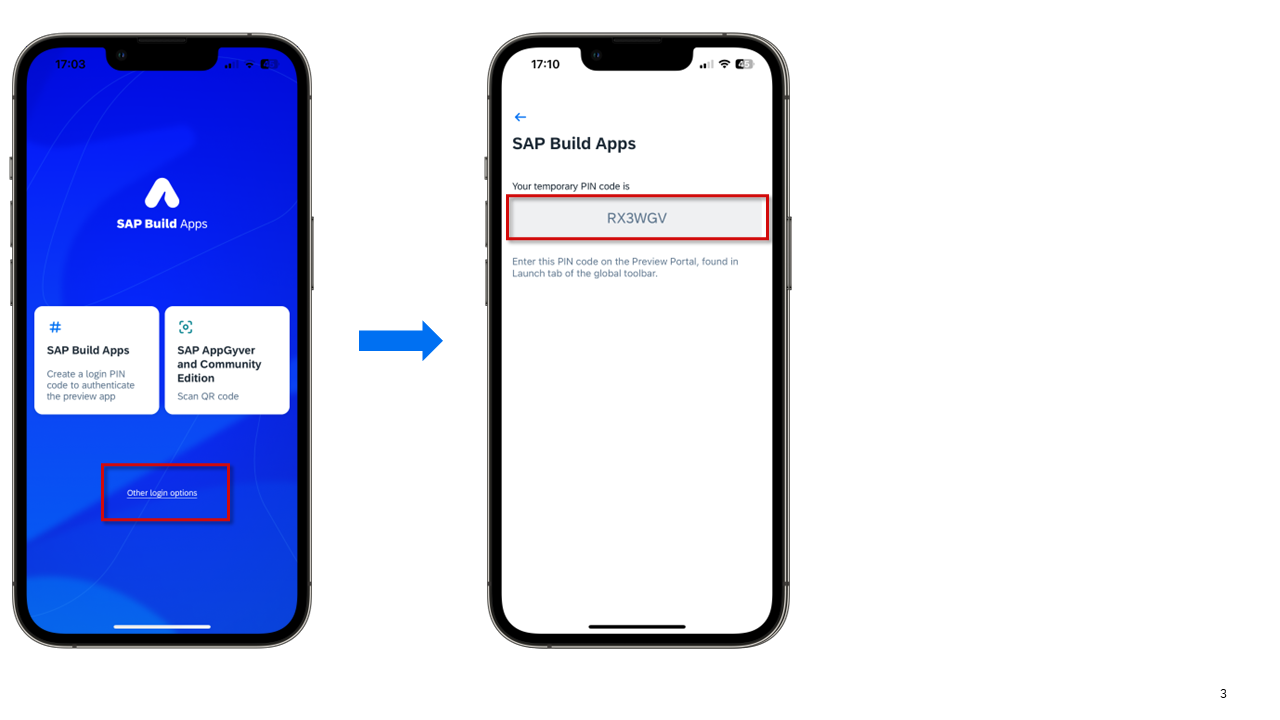 17:03
SAP Build Apps
SAP Build Apps
Create a login PIN
code to authenticate
the preview app
SAP AppGyver
and Community
Edition
Scan QR code
Other login options
17:10
45
SAP Build Apps
Your temporary PIN code is
RX3WGV
Enter this PIN code on the Preview Portal, found in
Launch tab of the global toolbar.
3